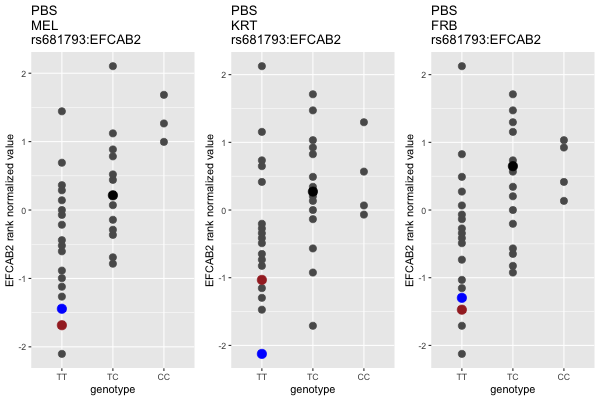 PBS
MEL
rs681793:EFCAB2
EFCAB2 rank normalized value
2
1
0
-1
-2
TT TC CC
genotype
PBS
KRT
rs681793:EFCAB2
EFCAB2 rank normalized value
2
1
0
-1
-2
TT TC CC
genotype
PBS
FRB
rs681793:EFCAB2
EFCAB2 rank normalized value
2
1
0
-1
-2
TT TC CC
genotype